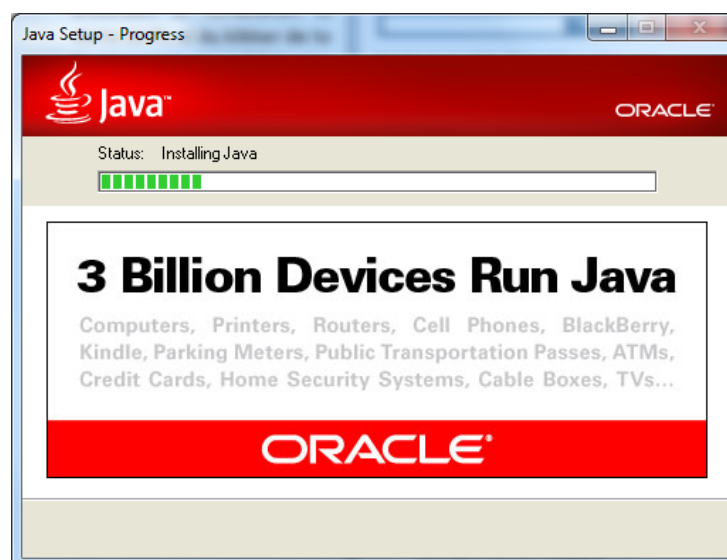 Java Setup - Progress
Java™
ORACLE
Status: Installing Java
3 Billion Devices Run Java
Computers, Printers, Routers, Cell Phones, BlackBerry,
Kindle, Parking Meters, Public Transportation Passes, ATMs,
Credit Cards, Home Security Systems, Cable Boxes, TVs...
ORACLE®